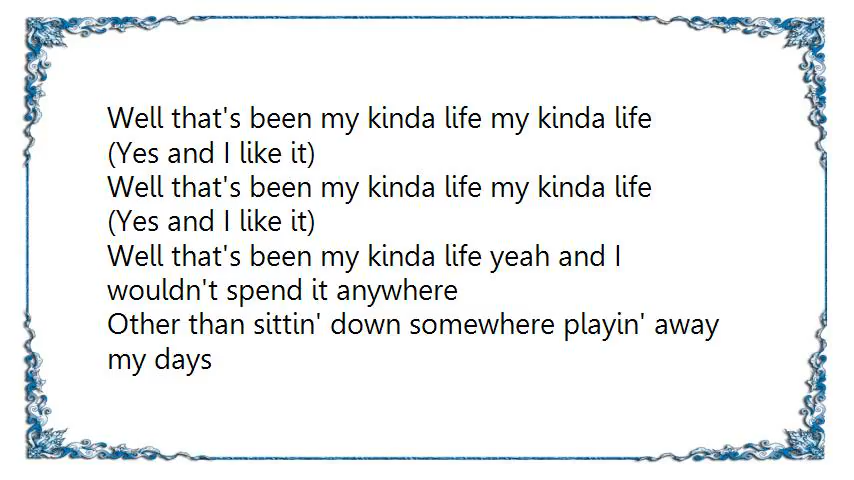 Well that's been my kinda life my kinda life
(Yes and I like it)
Well that's been my kinda life my kinda life
(Yes and I like it)
Well that's been my kinda life yeah and I
wouldn't spend it anywhere
Other than sittin' down somewhere playin' away
my days